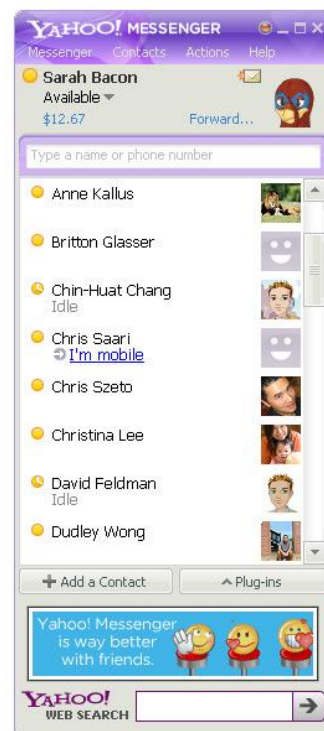 YAHOO! MESSENGER
Messenger Contacts Actions Help
Sarah Bacon
Available
$12.67 Forward...
Type a name or phone number
Anne Kallus
Britton Glasser
Chin-Huat Chang
Idle
Chris Saari
I'm mobile
Chris Szeto
Christina Lee
David Feldman
Idle
Dudley Wong
+ Add a Contact Plug-ins
Yahoo! Messenger
is way better
with friends.
YAHOO!
WEB SEARCH